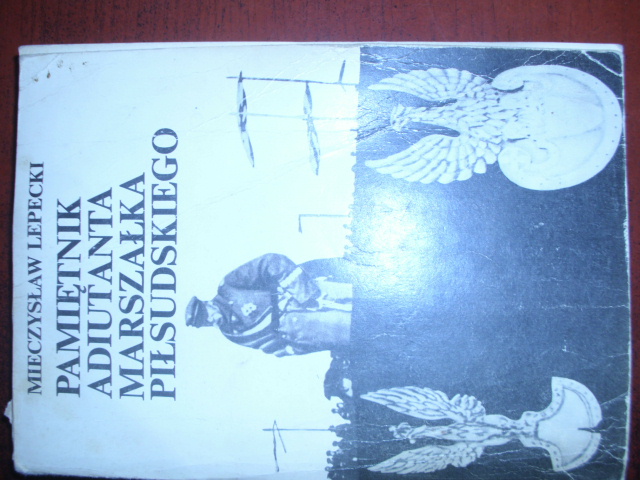 MIECZYSŁAW LEPECKI
PAMIĘTNIK
ADIUTANTA
MARSZAŁKA
PIŁSUDSKIEGO